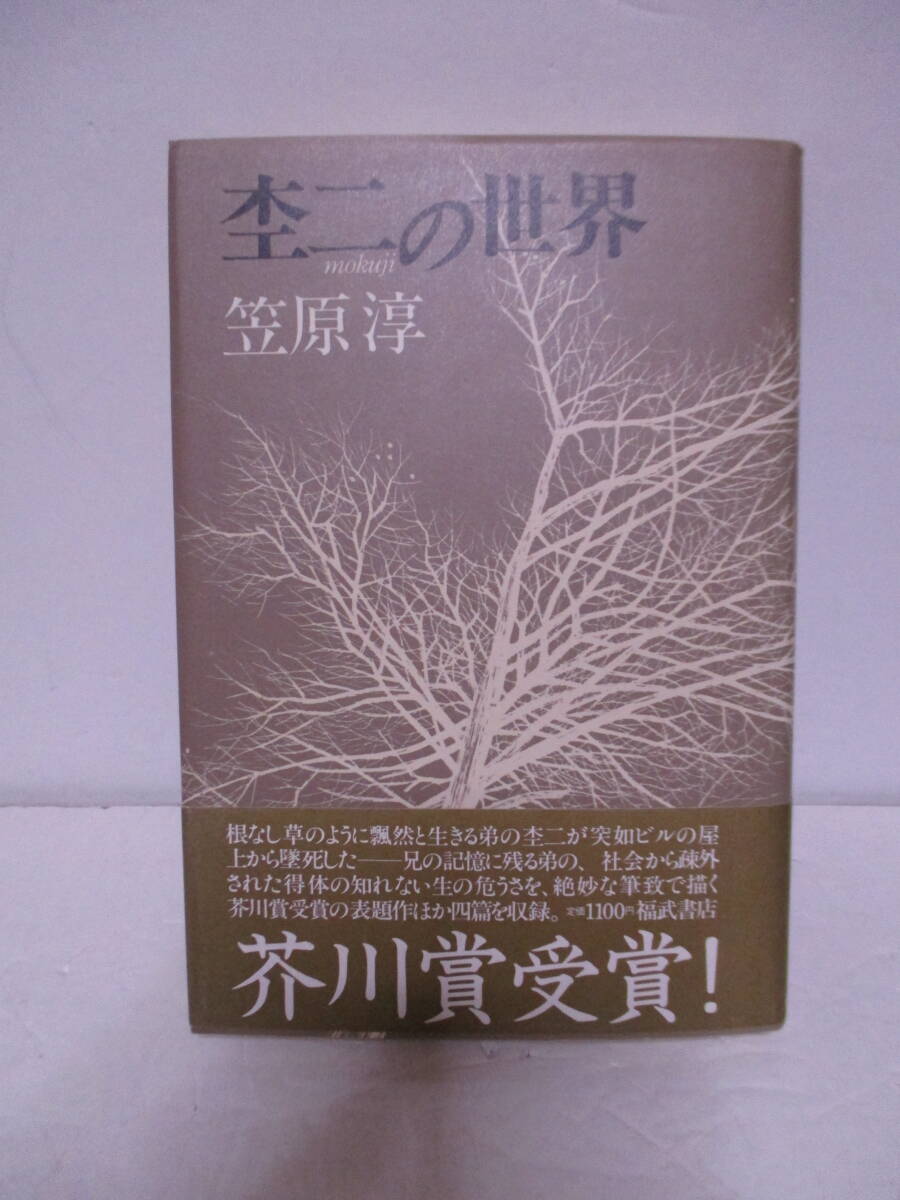 杢二の世界
mokuji
笠原淳
根なし草のように飄然と生きる弟の杢二が突如ビルの屋
上から墜死した――兄の記憶に残る弟の、社会から疎外
された得体の知れない生の危うさを、絶妙な筆致で描く
芥川賞受賞の表題作ほか四篇を収録。定価1100円福武書店
芥川賞受賞!